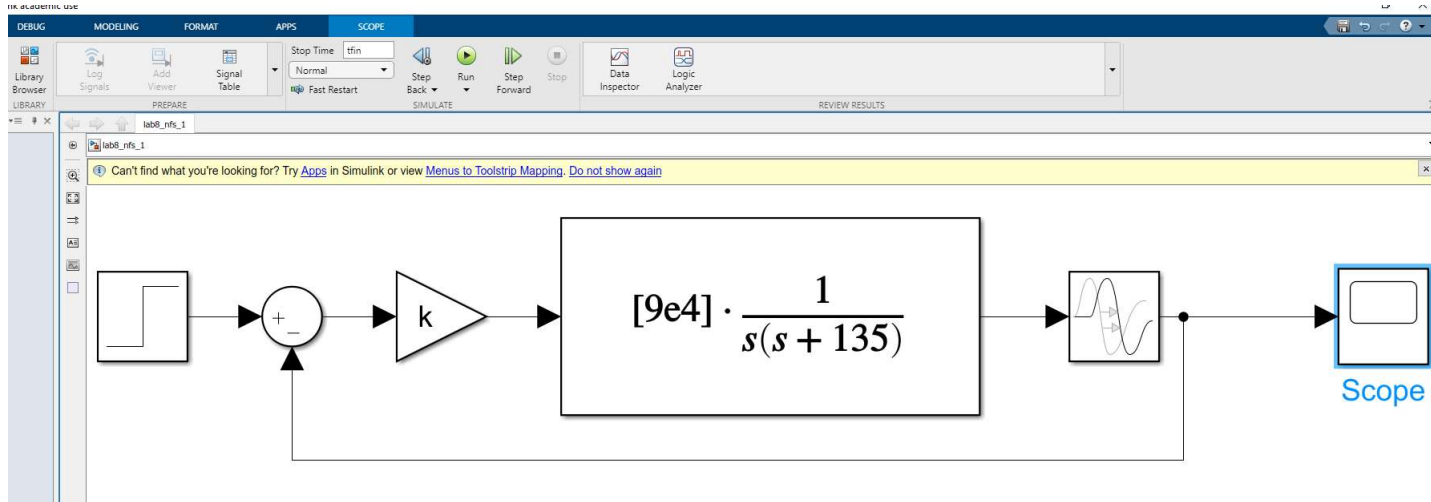 nk academic use
DEBUG MODELING FORMAT APPS SCOPE
Library Browser
Log Signals
Add Viewer
Signal Table
Stop Time tfin
Normal
Fast Restart
Step Back
Run
Step Forward
Stop
Data Inspector
Logic Analyzer
LIBRARY PREPARE SIMULATE REVIEW RESULTS
lab8_nfs_1
lab8_nfs_1
Can't find what you're looking for? Try Apps in Simulink or view Menus to Toolstrip Mapping. Do not show again
+
−
k
[9e4] · 1 / s(s + 135)
Scope